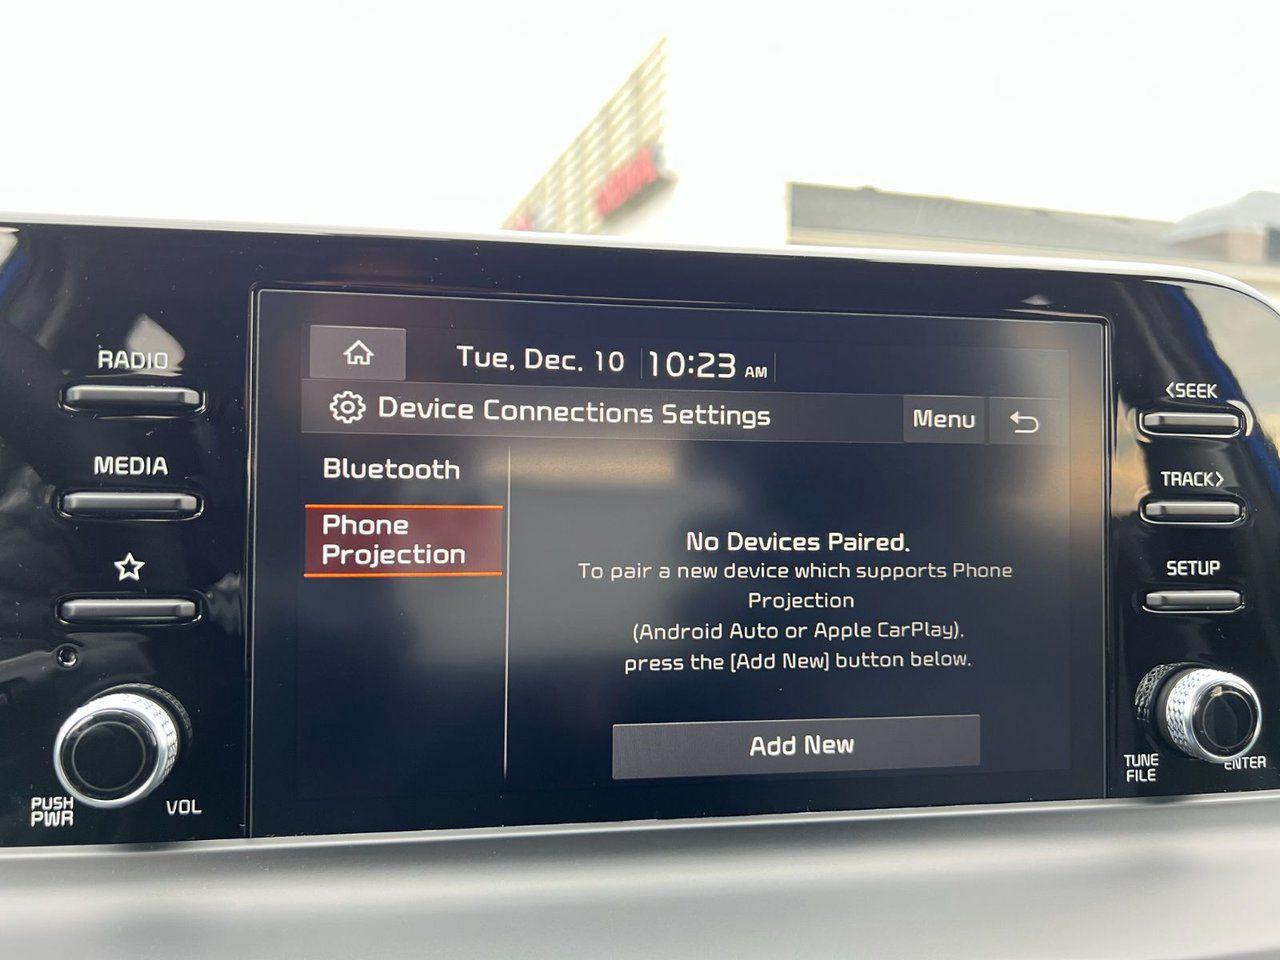 RADIO
MEDIA
PUSH
PWR
VOL
Tue, Dec. 10 10:23 AM
Device Connections Settings
Menu
Bluetooth
Phone
Projection
No Devices Paired.
To pair a new device which supports Phone
Projection
(Android Auto or Apple CarPlay),
press the [Add New] button below.
Add New
<SEEK
TRACK>
SETUP
TUNE
FILE
ENTER